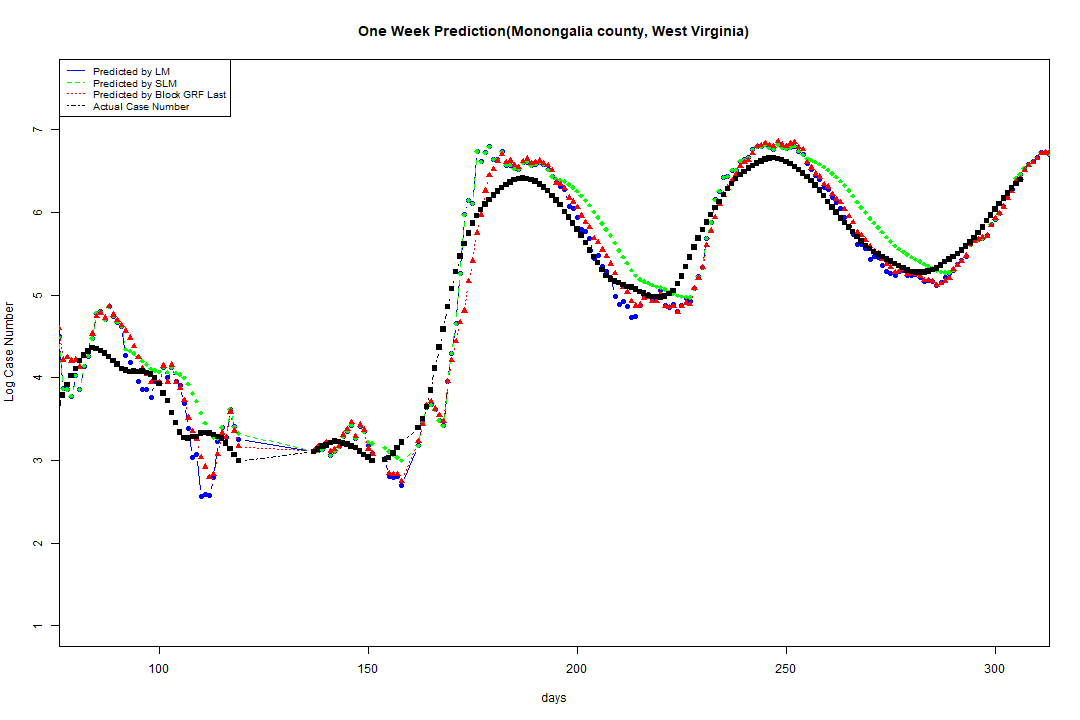 One Week Prediction(Monongalia county, West Virginia)
Predicted by LM
Predicted by SLM
Predicted by Block GRF Last
Actual Case Number
Log Case Number
7
6
5
4
3
2
1
100 150 200 250 300
days